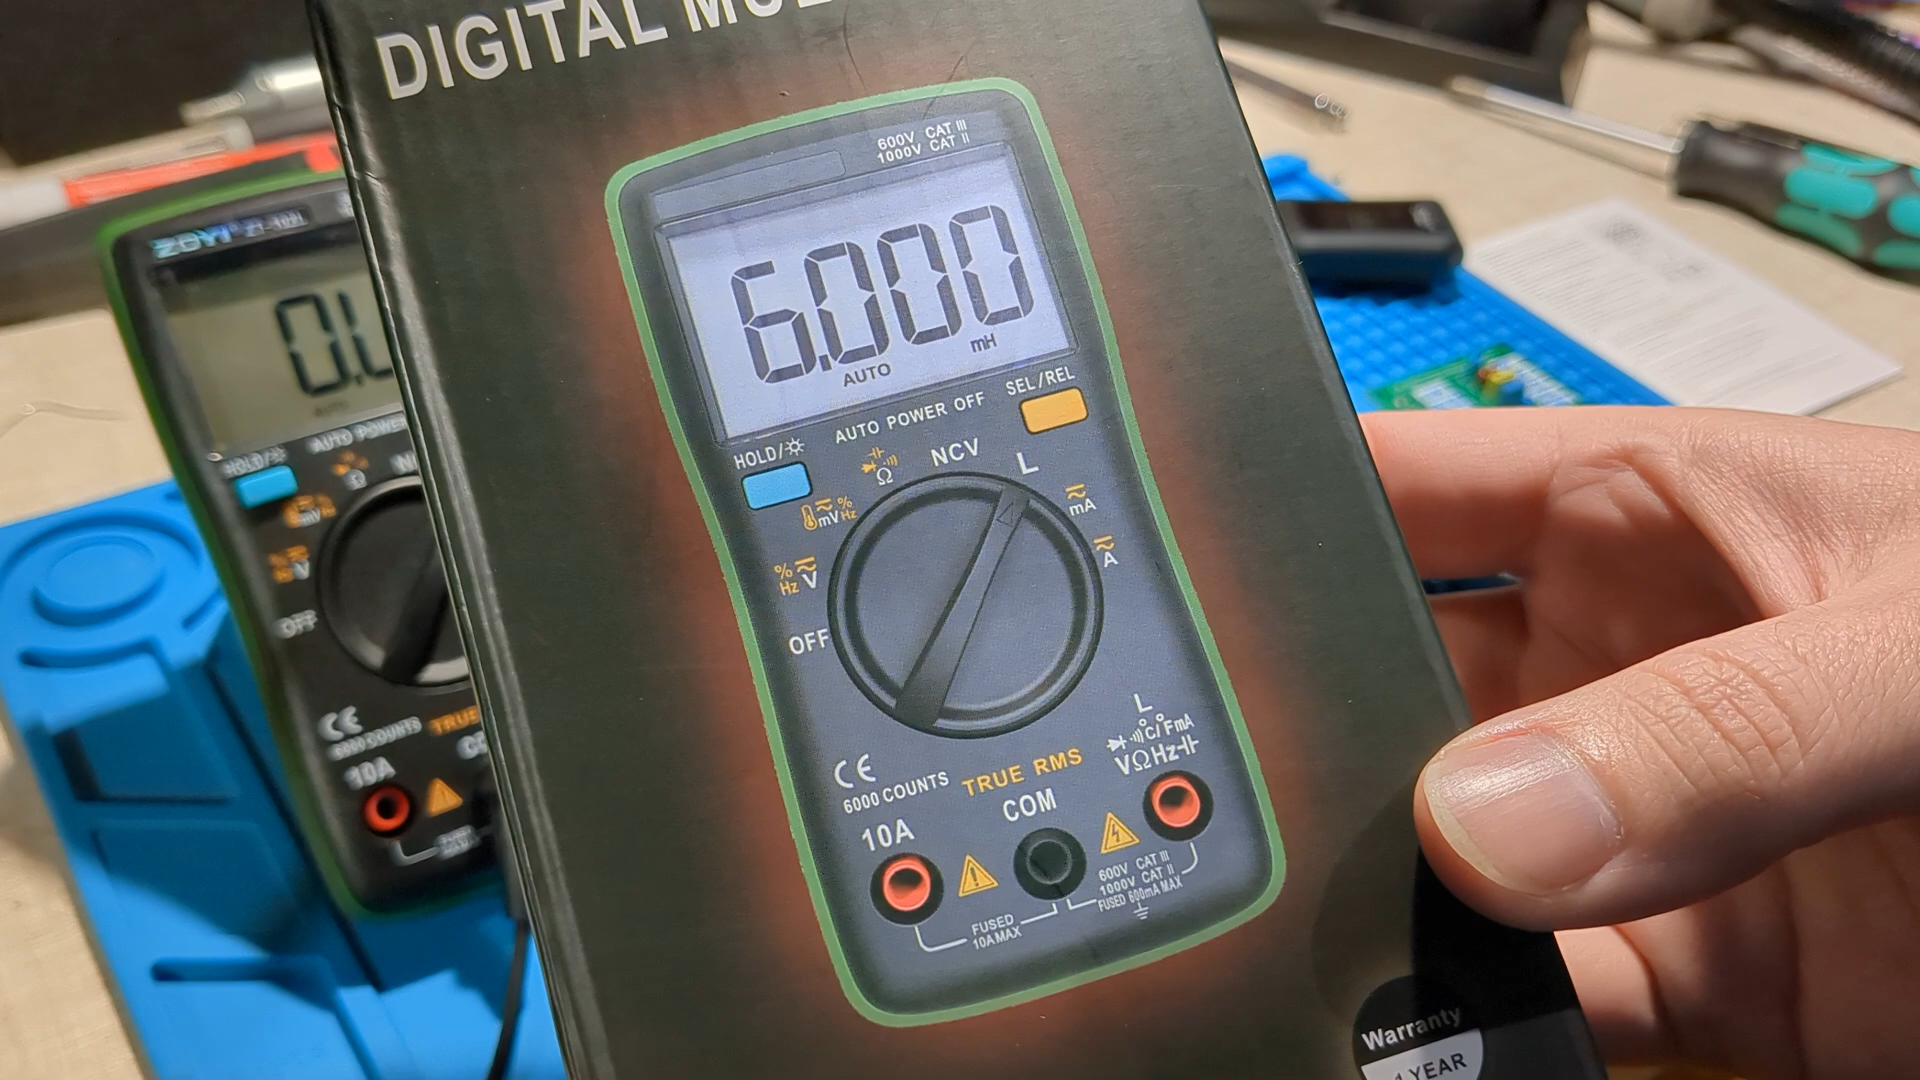 DIGITAL
600V CAT III
1000V CAT II
6.000
mH
AUTO
SEL/REL
AUTO POWER OFF
HOLD/
Ω
NCV
L
mV
%
Hz
mA
%
Hz
V
A
OFF
L
°C/°F mA
VΩHz
CE
6000 COUNTS
TRUE RMS
10A
COM
600V CAT III
1000V CAT II
FUSED 600mA MAX
FUSED
10A MAX
Warranty
1 YEAR
ZOYI
AUTO POWER
HOLD/
mV
V
OFF
CE
6000 COUNTS
TRUE
10A